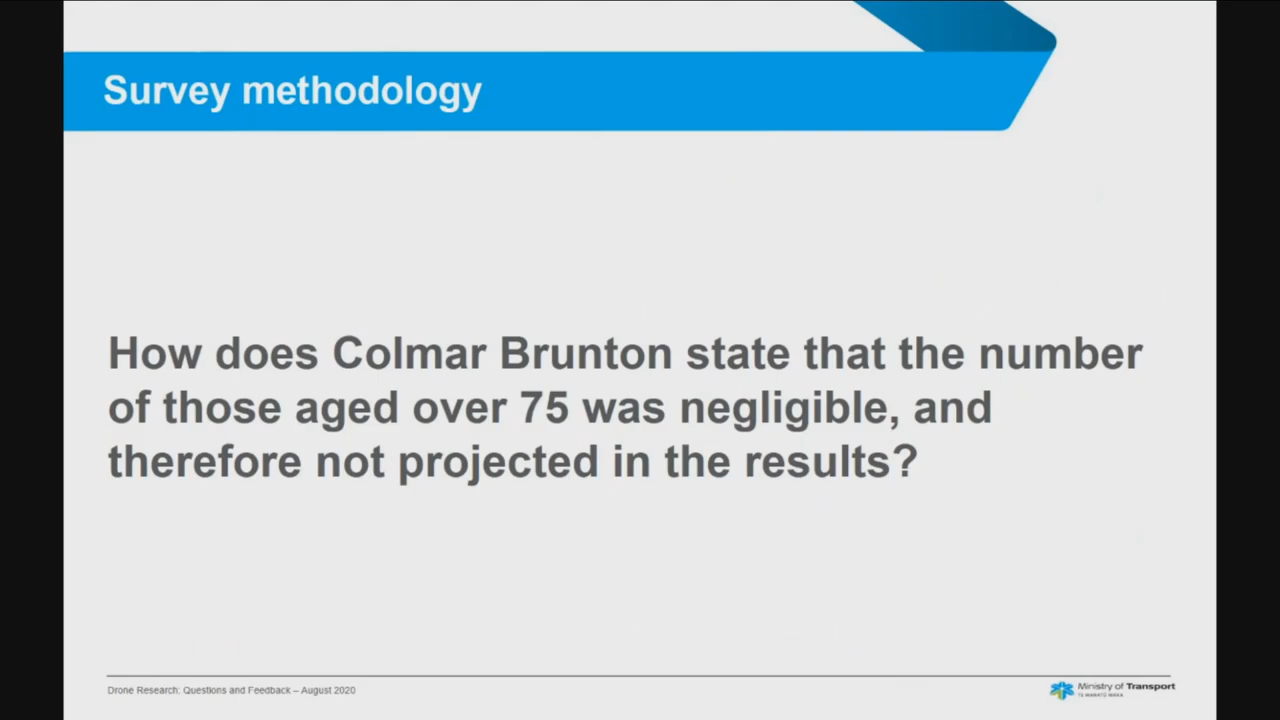 Survey methodology
How does Colmar Brunton state that the number
of those aged over 75 was negligible, and
therefore not projected in the results?
Drone Research: Questions and Feedback – August 2020
Ministry of Transport
TE MANATŪ WAKA